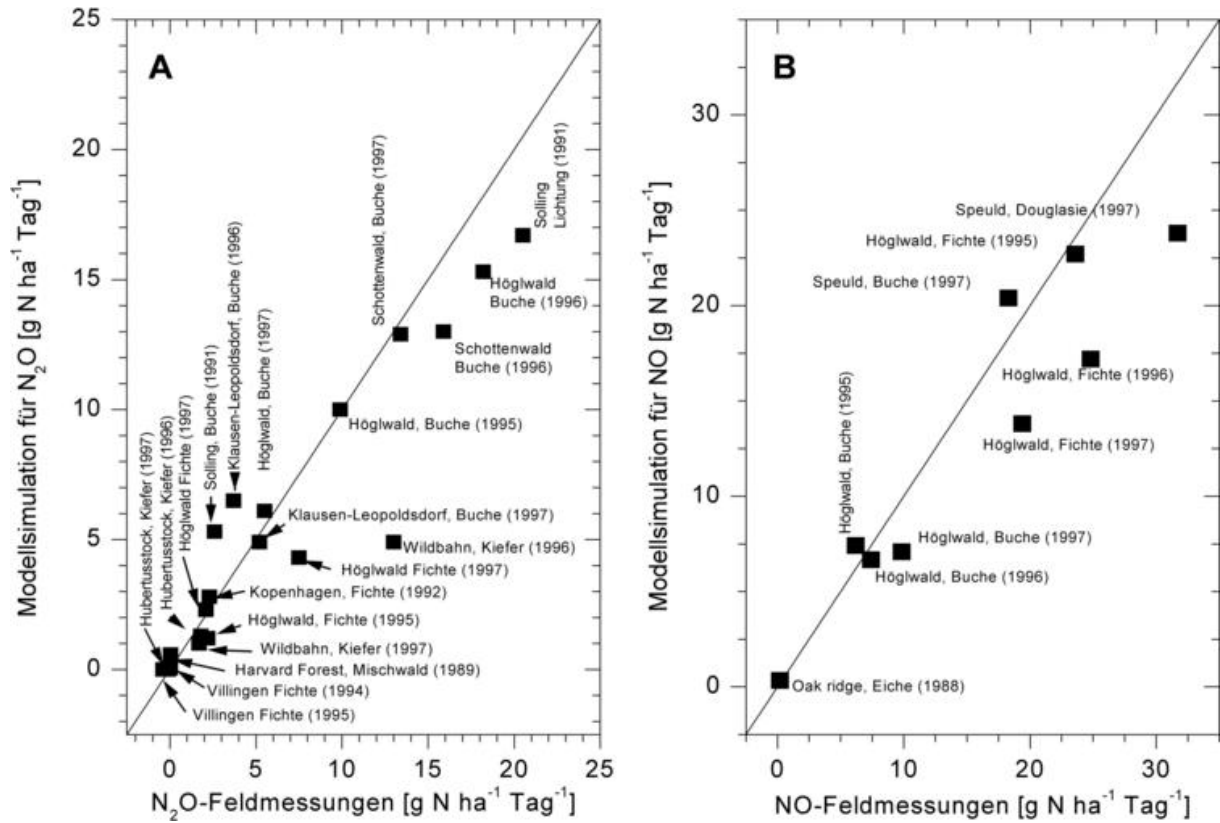 A
25
20
15
10
5
0
Modellsimulation für N₂O [g N ha⁻¹ Tag⁻¹]
Hubertusstock, Kiefer (1997)
Hubertusstock, Kiefer (1996)
Höglwald Fichte (1997)
Solling, Buche (1991)
Klausen-Leopoldsdorf, Buche (1996)
Höglwald, Buche (1997)
Schottenwald, Buche (1997)
Solling
Lichtung (1991)
Höglwald
Buche (1996)
Schottenwald
Buche (1996)
Höglwald, Buche (1995)
Klausen-Leopoldsdorf, Buche (1997)
Wildbahn, Kiefer (1996)
Höglwald Fichte (1997)
Kopenhagen, Fichte (1992)
Höglwald, Fichte (1995)
Wildbahn, Kiefer (1997)
Harvard Forest, Mischwald (1989)
Villingen Fichte (1994)
Villingen Fichte (1995)
0 5 10 15 20 25
N₂O-Feldmessungen [g N ha⁻¹ Tag⁻¹]
B
30
20
10
0
Modellsimulation für NO [g N ha⁻¹ Tag⁻¹]
Speuld, Douglasie (1997)
Höglwald, Fichte (1995)
Speuld, Buche (1997)
Höglwald, Fichte (1996)
Höglwald, Fichte (1997)
Höglwald, Buche (1995)
Höglwald, Buche (1997)
Höglwald, Buche (1996)
Oak ridge, Eiche (1988)
0 10 20 30
NO-Feldmessungen [g N ha⁻¹ Tag⁻¹]